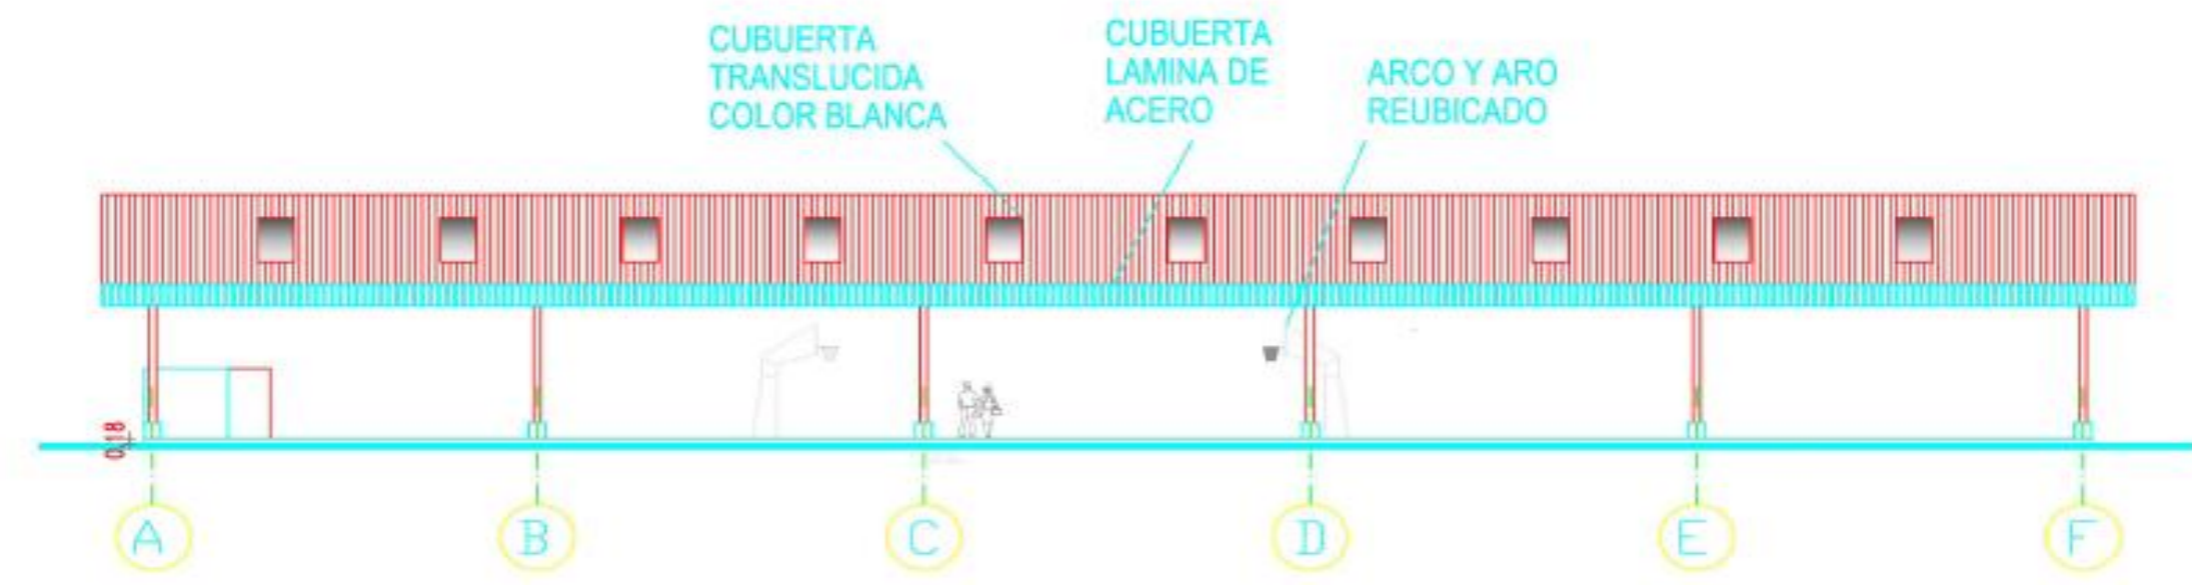 CUBUERTA
TRANSLUCIDA
COLOR BLANCA
CUBUERTA
LAMINA DE
ACERO
ARCO Y ARO
REUBICADO
0.18
A
B
C
D
E
F